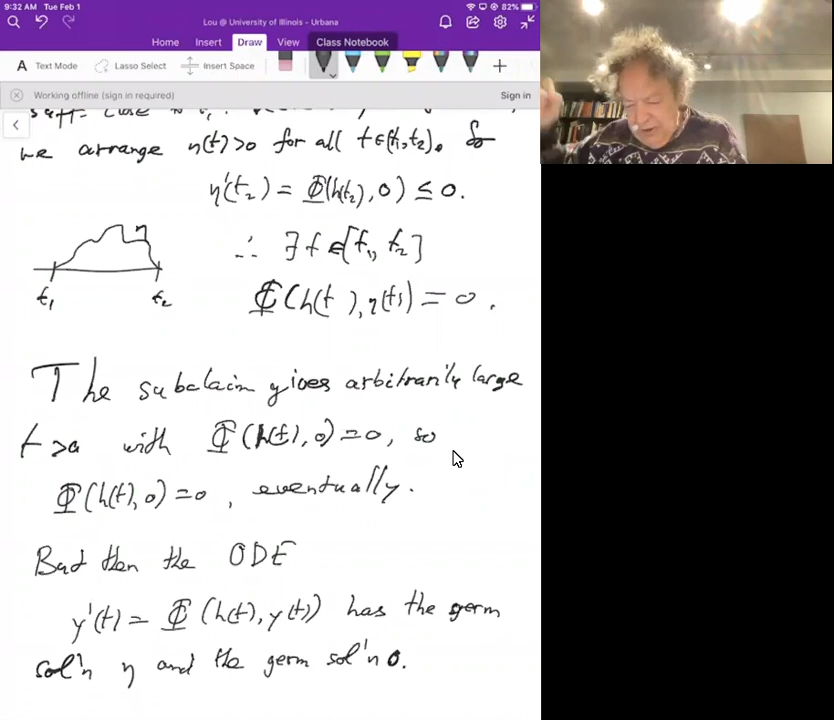 9:32 AM Tue Feb 1
82%
Lou @ University of Illinois - Urbana
Home Insert Draw View Class Notebook
A Text Mode Lasso Select Insert Space
Working offline (sign in required) Sign in
we arrange η(t)>0 for all t∈(t₁,t₂). So
η'(t₂) = Φ(h(t₂),0) ≤ 0.
∴ ∃ t ∈ [t₁, t₂]
η
t₁ t₂
Φ(h(t),η(t)) = 0.
The subclaim gives arbitrarily large
t>a with Φ(h(t),0)=0, so
Φ(h(t),0)=0, eventually.
But then the ODE
y'(t) = Φ(h(t),y(t)) has the germ
sol'n η and the germ sol'n 0.